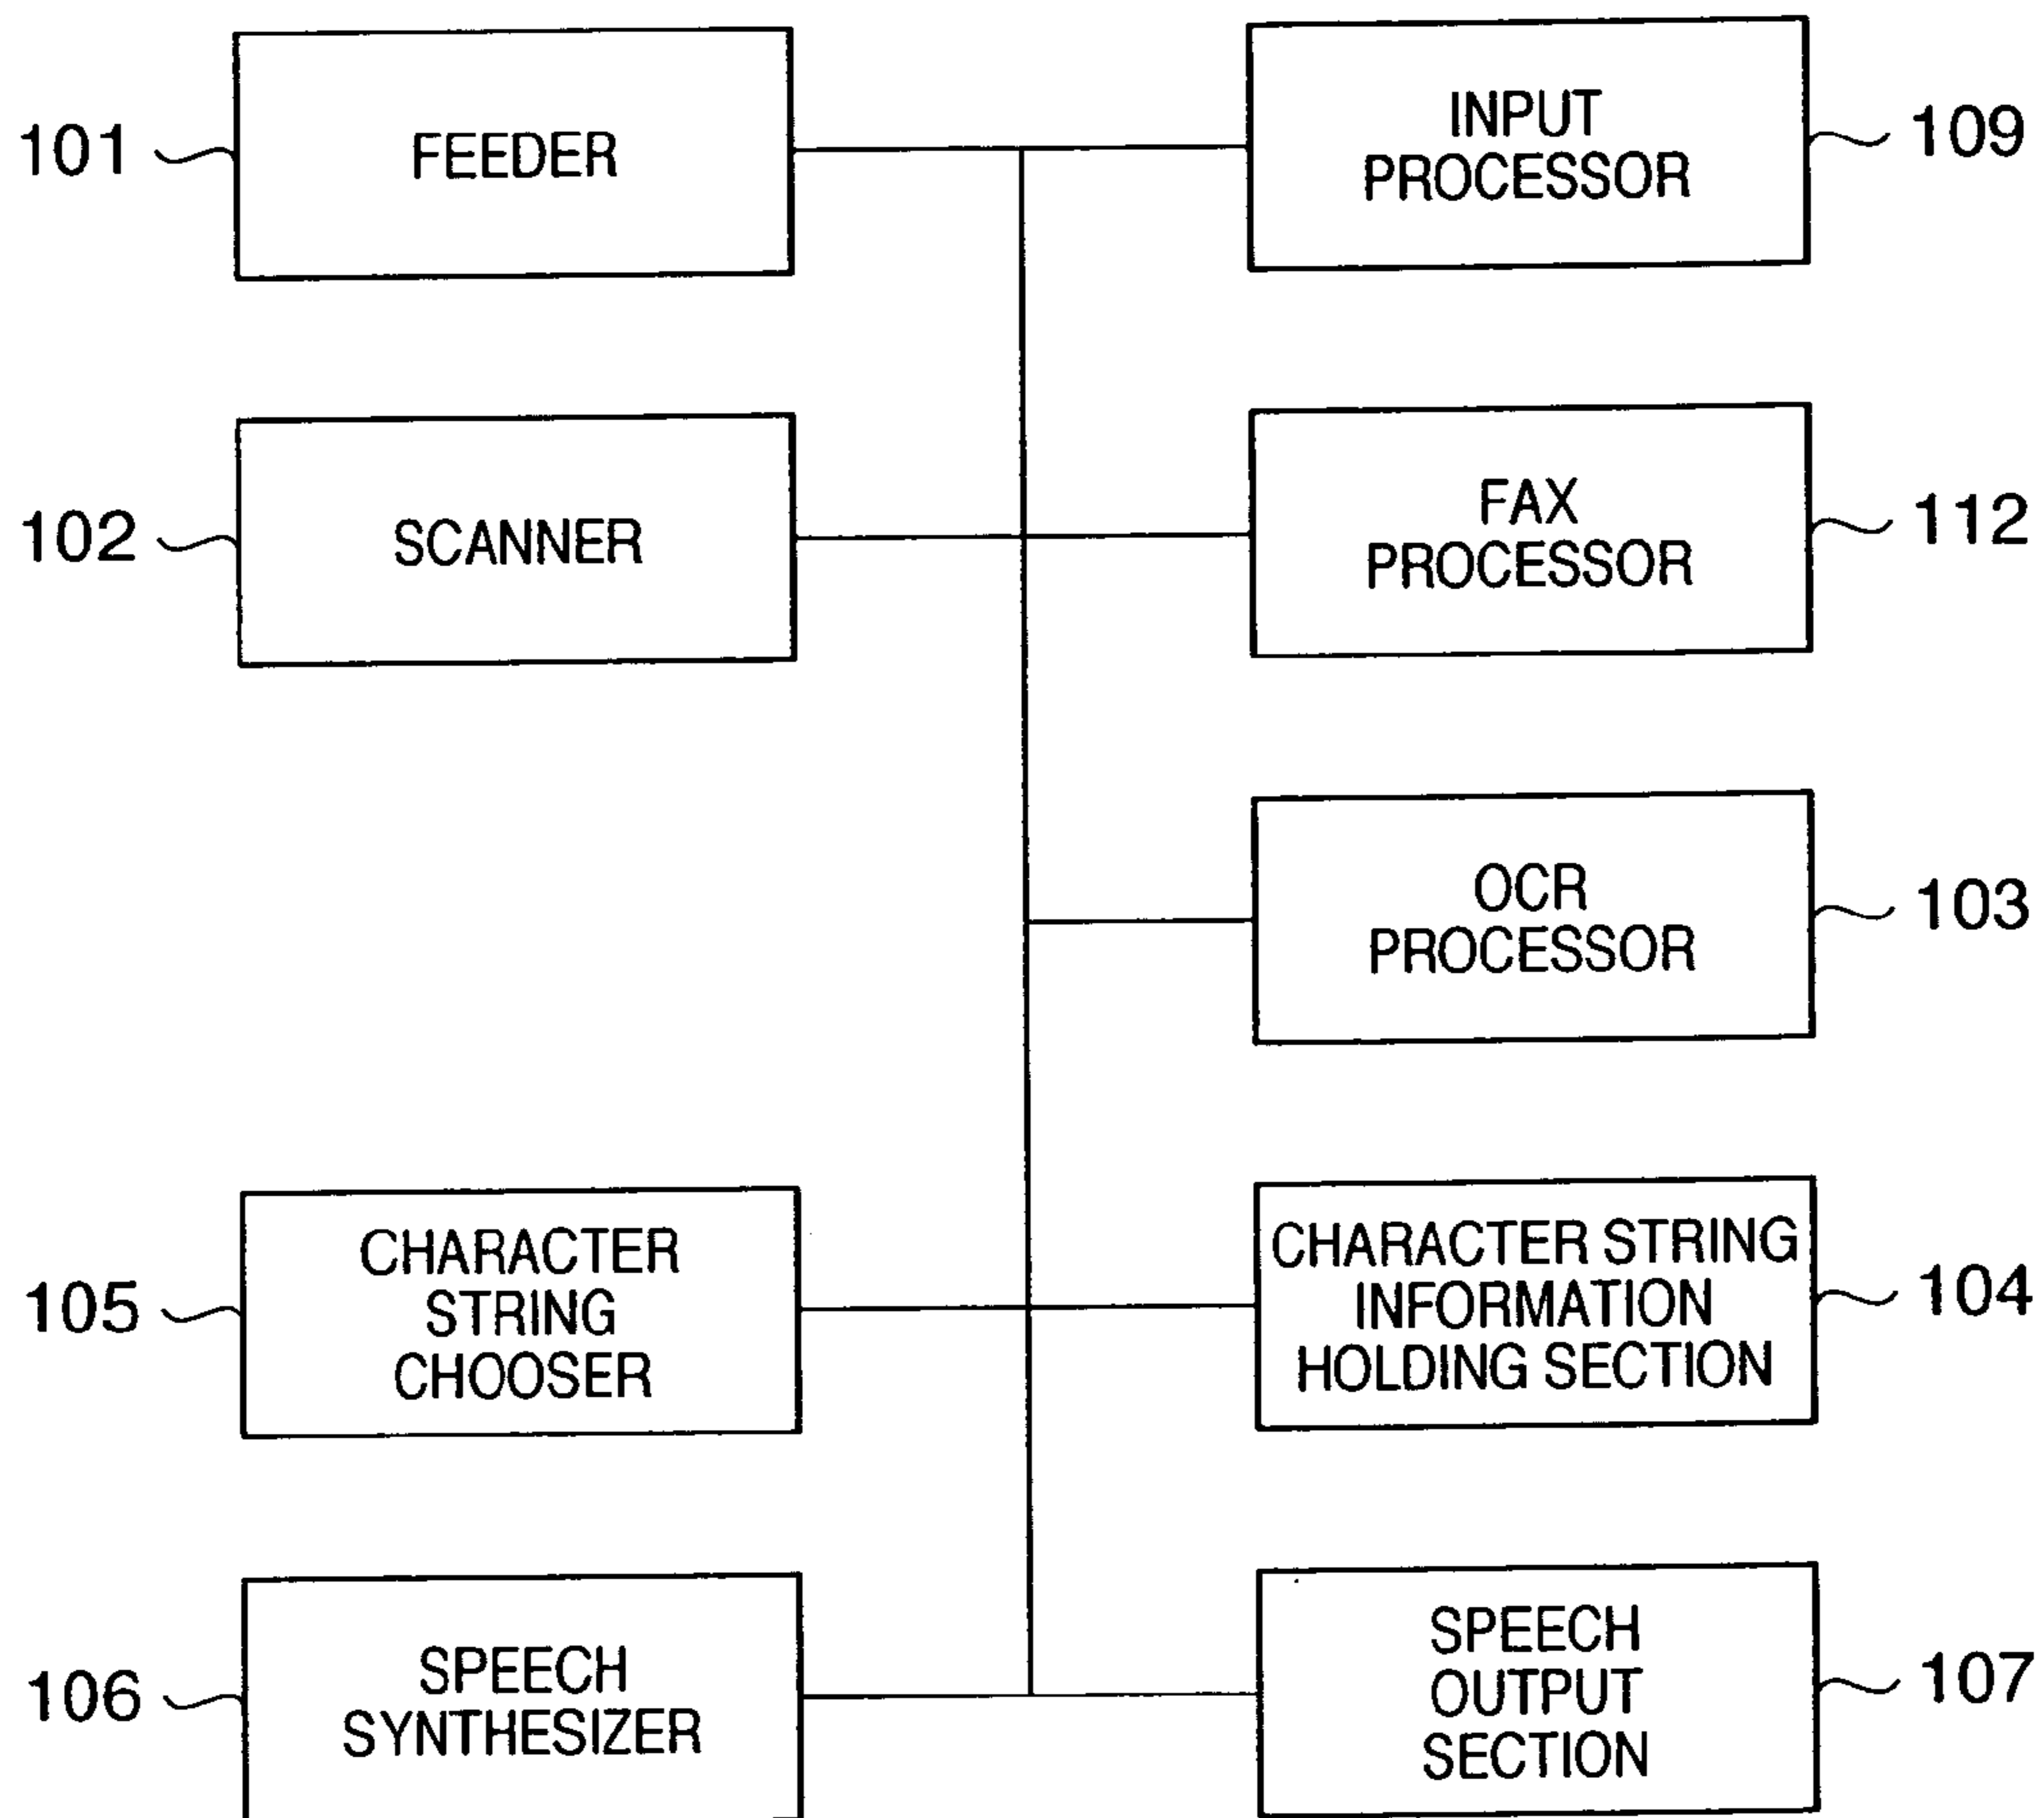 101
FEEDER
INPUT
PROCESSOR
109
102
SCANNER
FAX
PROCESSOR
112
OCR
PROCESSOR
103
105
CHARACTER
STRING
CHOOSER
CHARACTER STRING
INFORMATION
HOLDING SECTION
104
106
SPEECH
SYNTHESIZER
SPEECH
OUTPUT
SECTION
107